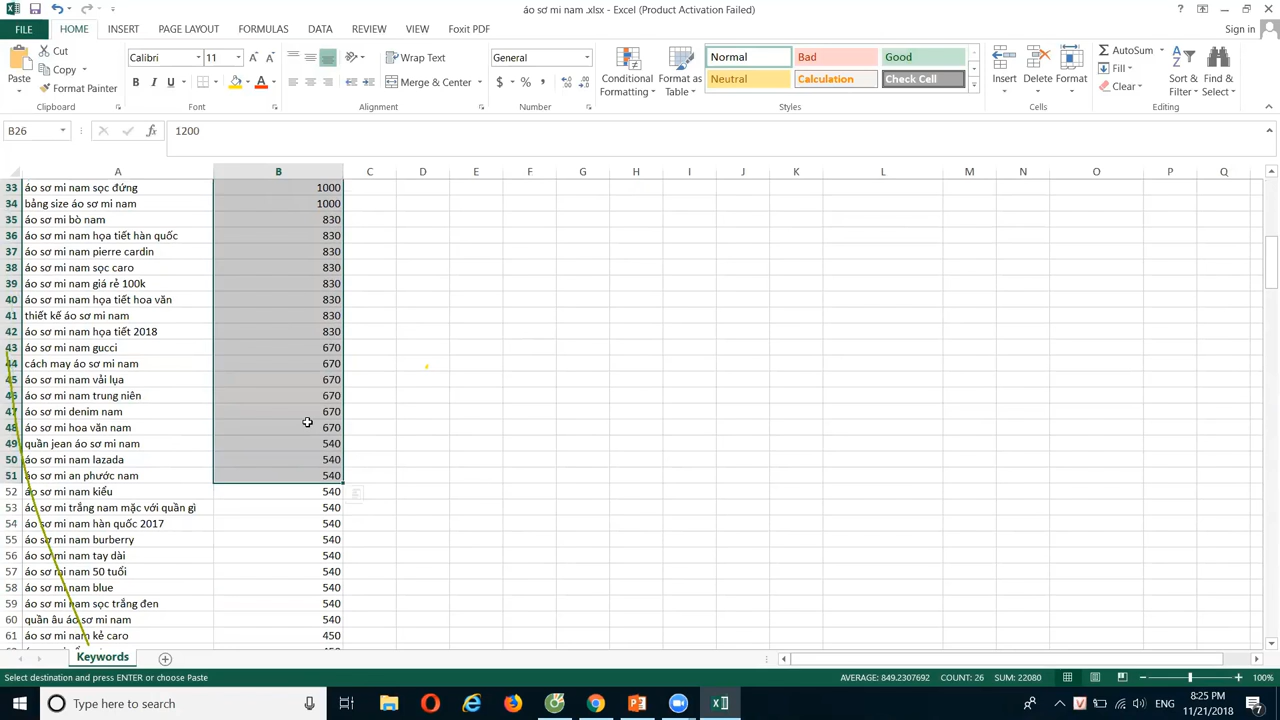 áo sơ mi nam .xlsx - Excel (Product Activation Failed)
FILE HOME INSERT PAGE LAYOUT FORMULAS DATA REVIEW VIEW Foxit PDF Sign in
Paste Cut Copy Format Painter
Calibri 11
Wrap Text
Merge & Center
General
Conditional Formatting
Format as Table
Normal Bad Good
Neutral Calculation Check Cell
Insert Delete Format
AutoSum
Fill
Clear
Sort & Filter
Find & Select
Clipboard Font Alignment Number Styles Cells Editing
B26 fx 1200
A B C D E F G H I J K L M N O P Q
33 áo sơ mi nam sọc đứng 1000
34 bảng size áo sơ mi nam 1000
35 áo sơ mi bò nam 830
36 áo sơ mi nam họa tiết hàn quốc 830
37 áo sơ mi nam pierre cardin 830
38 áo sơ mi nam sọc caro 830
39 áo sơ mi nam giá rẻ 100k 830
40 áo sơ mi nam họa tiết hoa văn 830
41 thiết kế áo sơ mi nam 830
42 áo sơ mi nam họa tiết 2018 830
43 áo sơ mi nam gucci 670
44 cách may áo sơ mi nam 670
45 áo sơ mi nam vải lụa 670
46 áo sơ mi nam trung niên 670
47 áo sơ mi denim nam 670
48 áo sơ mi hoa văn nam 670
49 quần jean áo sơ mi nam 540
50 áo sơ mi nam lazada 540
51 áo sơ mi an phước nam 540
52 áo sơ mi nam kiểu 540
53 áo sơ mi trắng nam mặc với quần gì 540
54 áo sơ mi nam hàn quốc 2017 540
55 áo sơ mi nam burberry 540
56 áo sơ mi nam tay dài 540
57 áo sơ mi nam 50 tuổi 540
58 áo sơ mi nam blue 540
59 áo sơ mi nam sọc trắng đen 540
60 quần âu áo sơ mi nam 540
61 áo sơ mi nam kẻ caro 450
Keywords
Select destination and press ENTER or choose Paste AVERAGE: 849.2307692 COUNT: 26 SUM: 22080 100%
Type here to search
ENG
8:25 PM
11/21/2018